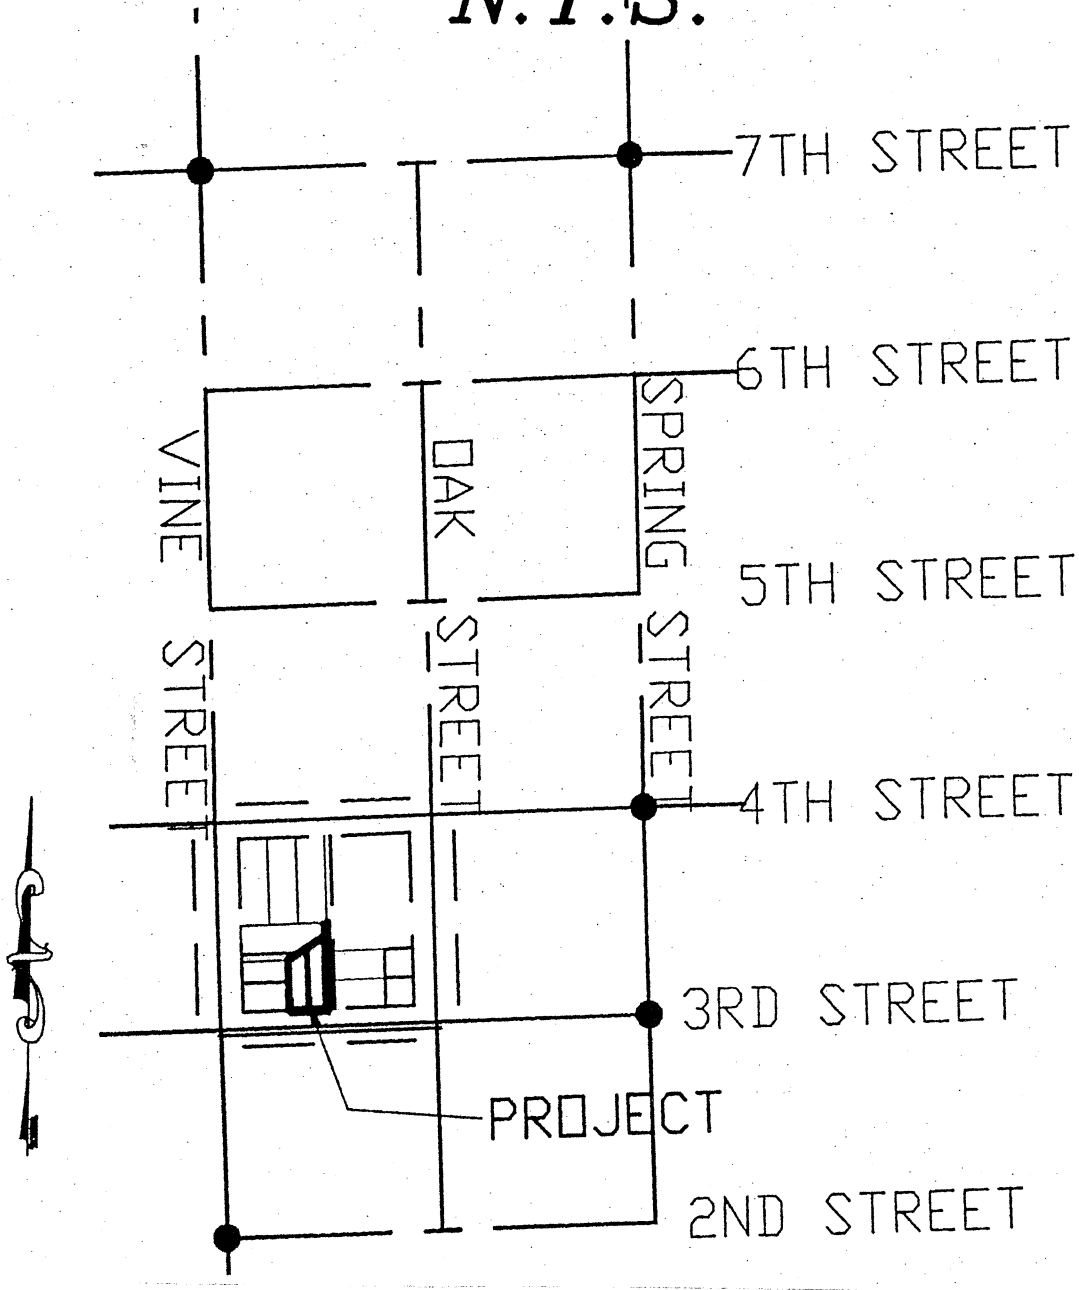 N.T.S.
7TH STREET
6TH STREET
VINE STREET
OAK STREET
SPRING STREET
5TH STREET
4TH STREET
3RD STREET
PROJECT
2ND STREET